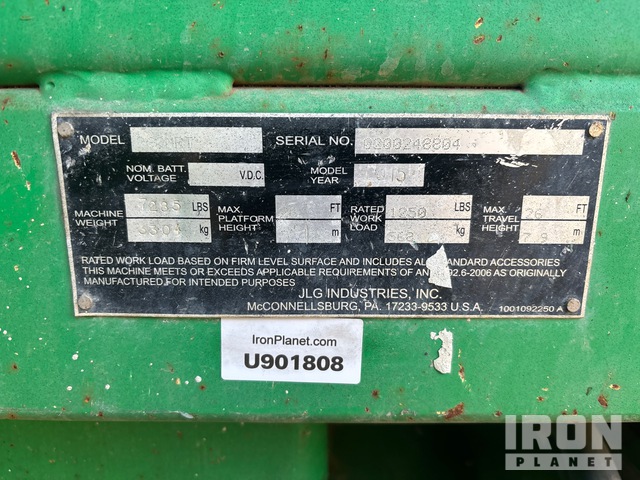 MODEL SERIAL NO. 0200248804
NOM. BATT. VOLTAGE V.D.C. MODEL YEAR
MACHINE WEIGHT LBS kg MAX. PLATFORM HEIGHT FT m RATED WORK LOAD 1250 LBS kg MAX. TRAVEL HEIGHT FT m
RATED WORK LOAD BASED ON FIRM LEVEL SURFACE AND INCLUDES ALL STANDARD ACCESSORIES
THIS MACHINE MEETS OR EXCEEDS APPLICABLE REQUIREMENTS OF 92.6-2006 AS ORIGINALLY
MANUFACTURED FOR INTENDED PURPOSES
JLG INDUSTRIES, INC.
McCONNELLSBURG, PA. 17233-9533 U.S.A. 1001092250 A
IronPlanet.com
U901808
IRON
PLANET